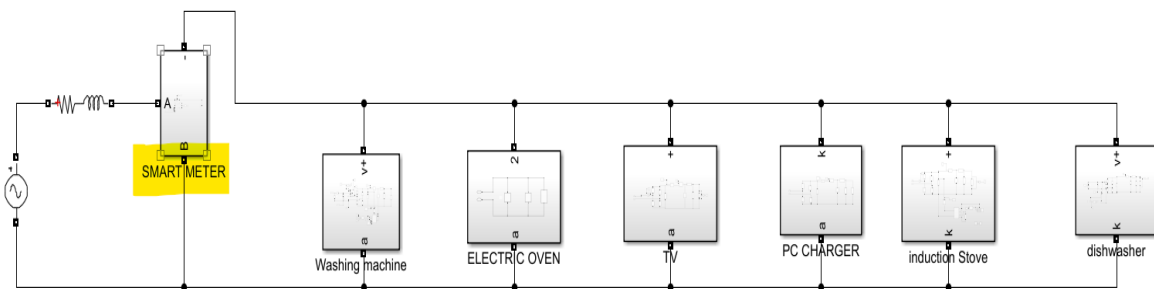 -
A
B
SMART METER
v+
a
Washing machine
2
a
ELECTRIC OVEN
+
a
TV
k
a
PC CHARGER
+
k
induction Stove
v+
k
dishwasher